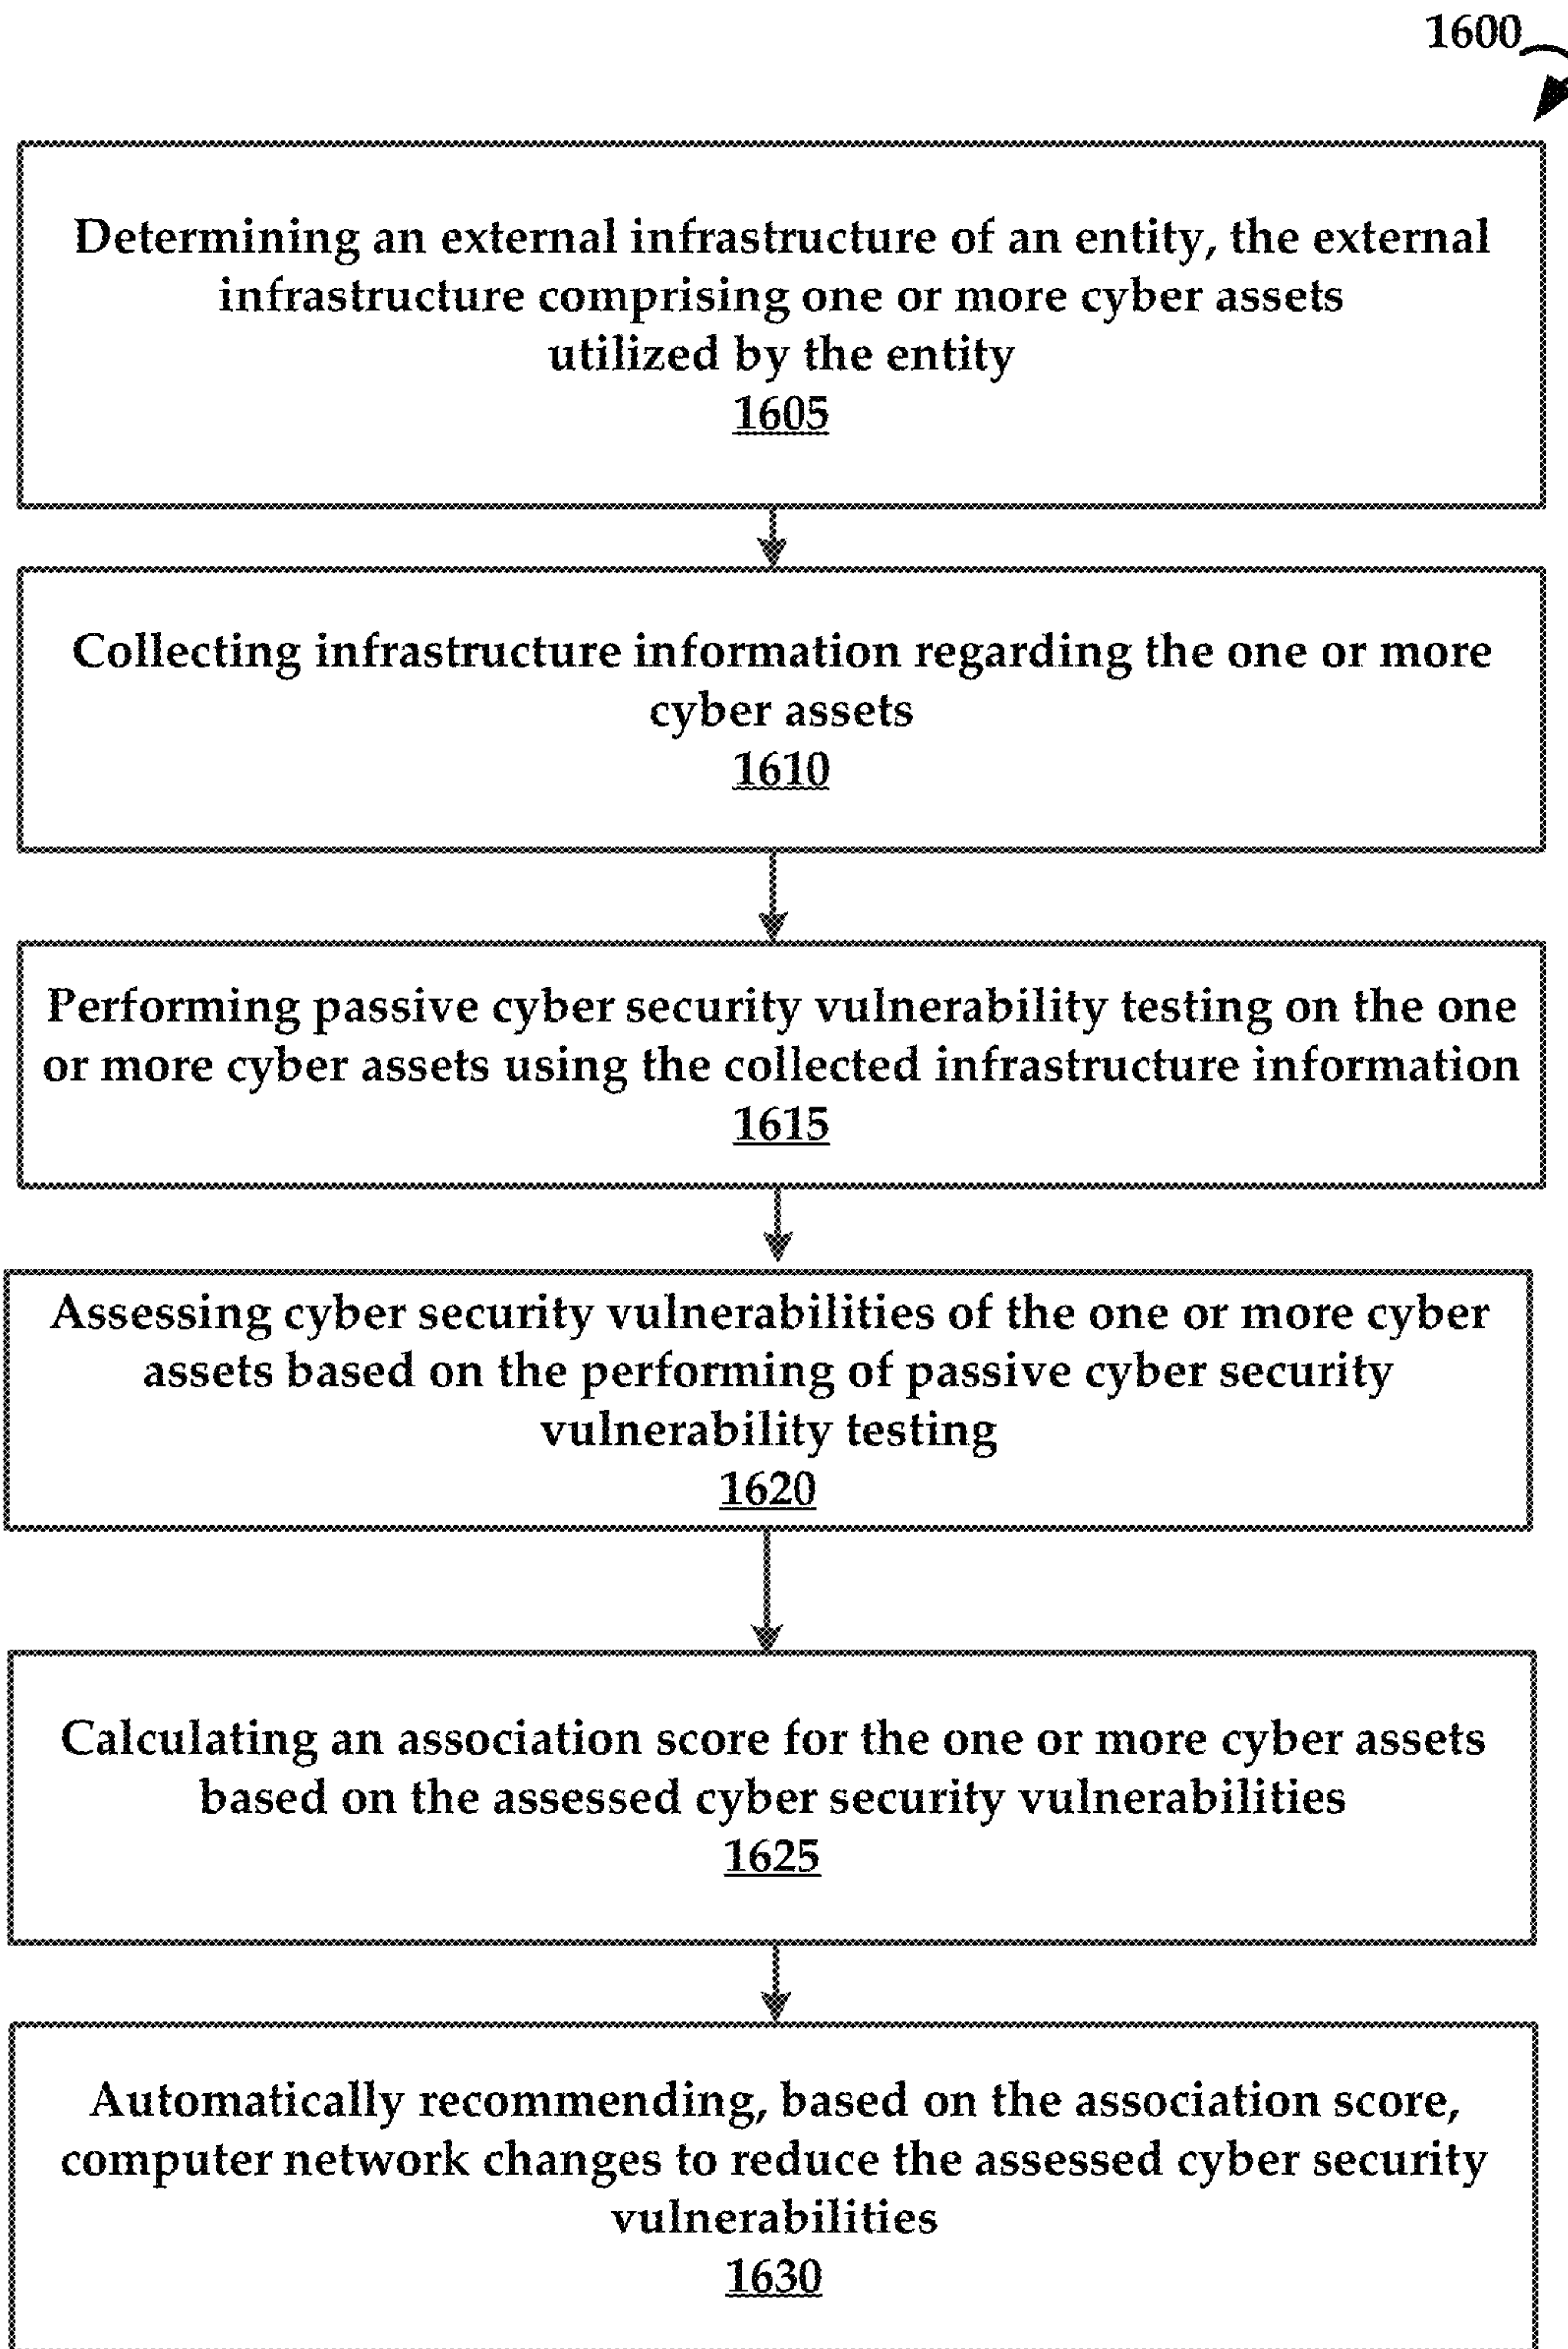 1600
Determining an external infrastructure of an entity, the external
infrastructure comprising one or more cyber assets
utilized by the entity
1605
Collecting infrastructure information regarding the one or more
cyber assets
1610
Performing passive cyber security vulnerability testing on the one
or more cyber assets using the collected infrastructure information
1615
Assessing cyber security vulnerabilities of the one or more cyber
assets based on the performing of passive cyber security
vulnerability testing
1620
Calculating an association score for the one or more cyber assets
based on the assessed cyber security vulnerabilities
1625
Automatically recommending, based on the association score,
computer network changes to reduce the assessed cyber security
vulnerabilities
1630